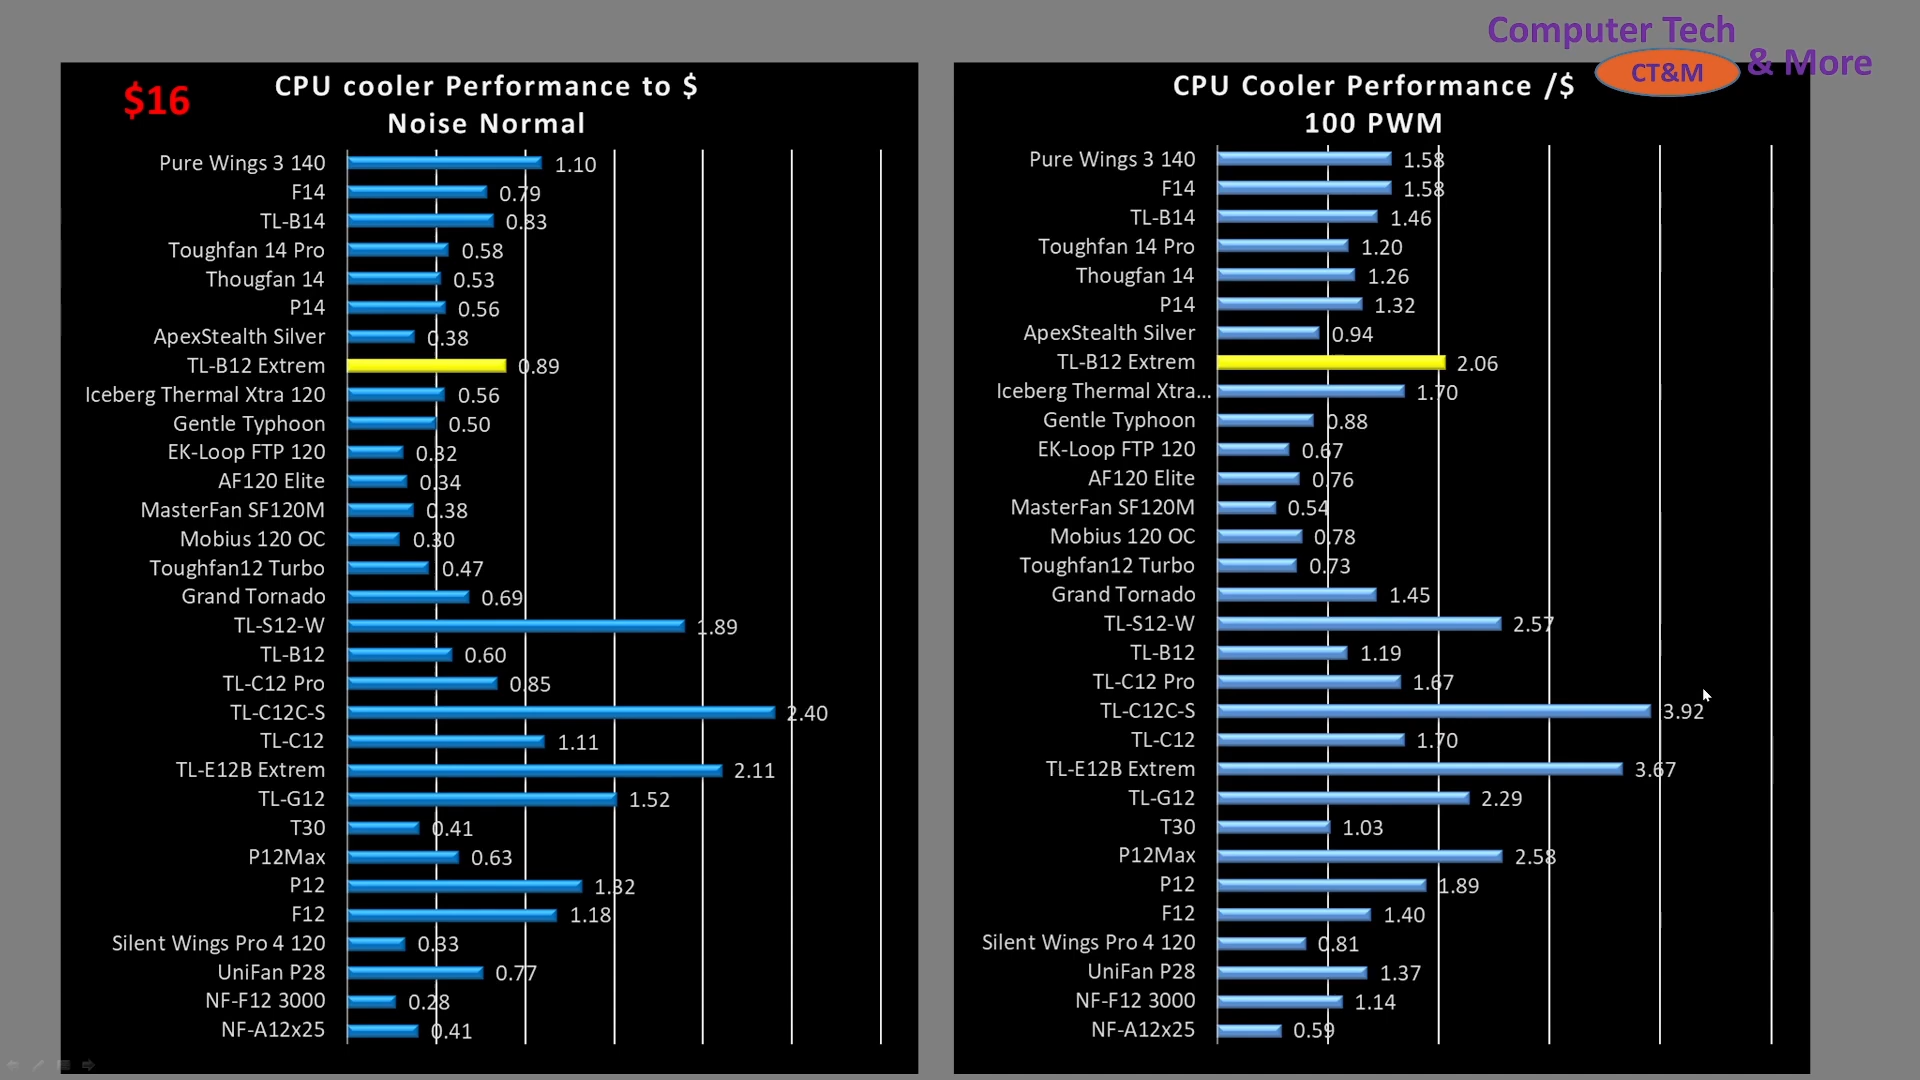 Computer Tech
CT&M & More
$16
CPU cooler Performance to $
Noise Normal
Pure Wings 3 140 1.10
F14 0.79
TL-B14 0.83
Toughfan 14 Pro 0.58
Thougfan 14 0.53
P14 0.56
ApexStealth Silver 0.38
TL-B12 Extrem 0.89
Iceberg Thermal Xtra 120 0.56
Gentle Typhoon 0.50
EK-Loop FTP 120 0.32
AF120 Elite 0.34
MasterFan SF120M 0.38
Mobius 120 OC 0.30
Toughfan12 Turbo 0.47
Grand Tornado 0.69
TL-S12-W 1.89
TL-B12 0.60
TL-C12 Pro 0.85
TL-C12C-S 2.40
TL-C12 1.11
TL-E12B Extrem 2.11
TL-G12 1.52
T30 0.41
P12Max 0.63
P12 1.32
F12 1.18
Silent Wings Pro 4 120 0.33
UniFan P28 0.77
NF-F12 3000 0.28
NF-A12x25 0.41
CPU Cooler Performance /$
100 PWM
Pure Wings 3 140 1.58
F14 1.58
TL-B14 1.46
Toughfan 14 Pro 1.20
Thougfan 14 1.26
P14 1.32
ApexStealth Silver 0.94
TL-B12 Extrem 2.06
Iceberg Thermal Xtra... 1.70
Gentle Typhoon 0.88
EK-Loop FTP 120 0.67
AF120 Elite 0.76
MasterFan SF120M 0.54
Mobius 120 OC 0.78
Toughfan12 Turbo 0.73
Grand Tornado 1.45
TL-S12-W 2.57
TL-B12 1.19
TL-C12 Pro 1.67
TL-C12C-S 3.92
TL-C12 1.70
TL-E12B Extrem 3.67
TL-G12 2.29
T30 1.03
P12Max 2.58
P12 1.89
F12 1.40
Silent Wings Pro 4 120 0.81
UniFan P28 1.37
NF-F12 3000 1.14
NF-A12x25 0.59